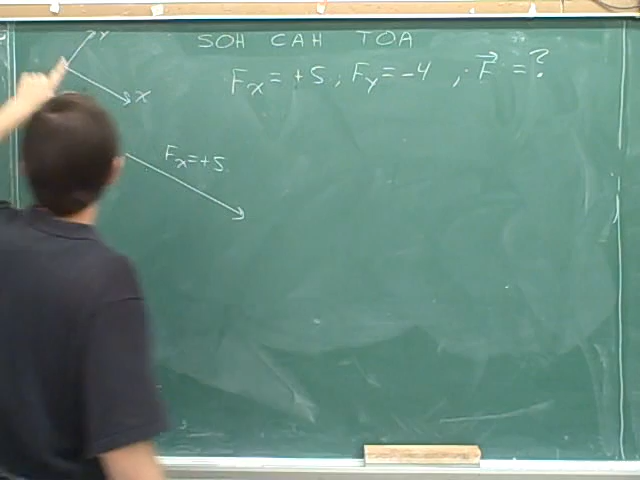 SOH CAH TOA
Fx = +5, Fy = -4, F⃗ = ?
y
x
Fx = +5